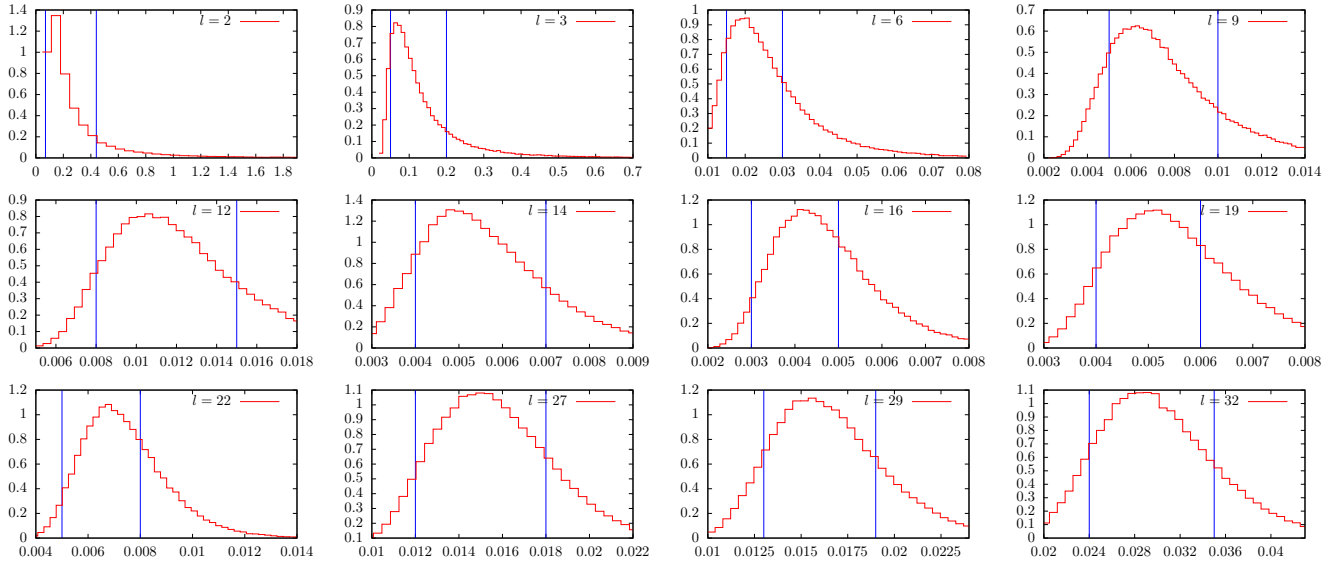 1.4 1.2 1 0.8 0.6 0.4 0.2 0
l = 2
0 0.2 0.4 0.6 0.8 1 1.2 1.4 1.6 1.8
0.9 0.8 0.7 0.6 0.5 0.4 0.3 0.2 0.1 0
l = 3
0 0.1 0.2 0.3 0.4 0.5 0.6 0.7
1 0.9 0.8 0.7 0.6 0.5 0.4 0.3 0.2 0.1 0
l = 6
0.01 0.02 0.03 0.04 0.05 0.06 0.07 0.08
0.7 0.6 0.5 0.4 0.3 0.2 0.1 0
l = 9
0.002 0.004 0.006 0.008 0.01 0.012 0.014
0.9 0.8 0.7 0.6 0.5 0.4 0.3 0.2 0.1 0
l = 12
0.006 0.008 0.01 0.012 0.014 0.016 0.018
1.4 1.2 1 0.8 0.6 0.4 0.2 0
l = 14
0.003 0.004 0.005 0.006 0.007 0.008 0.009
1.2 1 0.8 0.6 0.4 0.2 0
l = 16
0.002 0.003 0.004 0.005 0.006 0.007 0.008
1.2 1 0.8 0.6 0.4 0.2 0
l = 19
0.003 0.004 0.005 0.006 0.007 0.008
1.2 1 0.8 0.6 0.4 0.2 0
l = 22
0.004 0.006 0.008 0.01 0.012 0.014
1.1 1 0.9 0.8 0.7 0.6 0.5 0.4 0.3 0.2 0.1
l = 27
0.01 0.012 0.014 0.016 0.018 0.02 0.022
1.2 1 0.8 0.6 0.4 0.2 0
l = 29
0.01 0.0125 0.015 0.0175 0.02 0.0225
1.1 1 0.9 0.8 0.7 0.6 0.5 0.4 0.3 0.2 0.1 0
l = 32
0.02 0.024 0.028 0.032 0.036 0.04